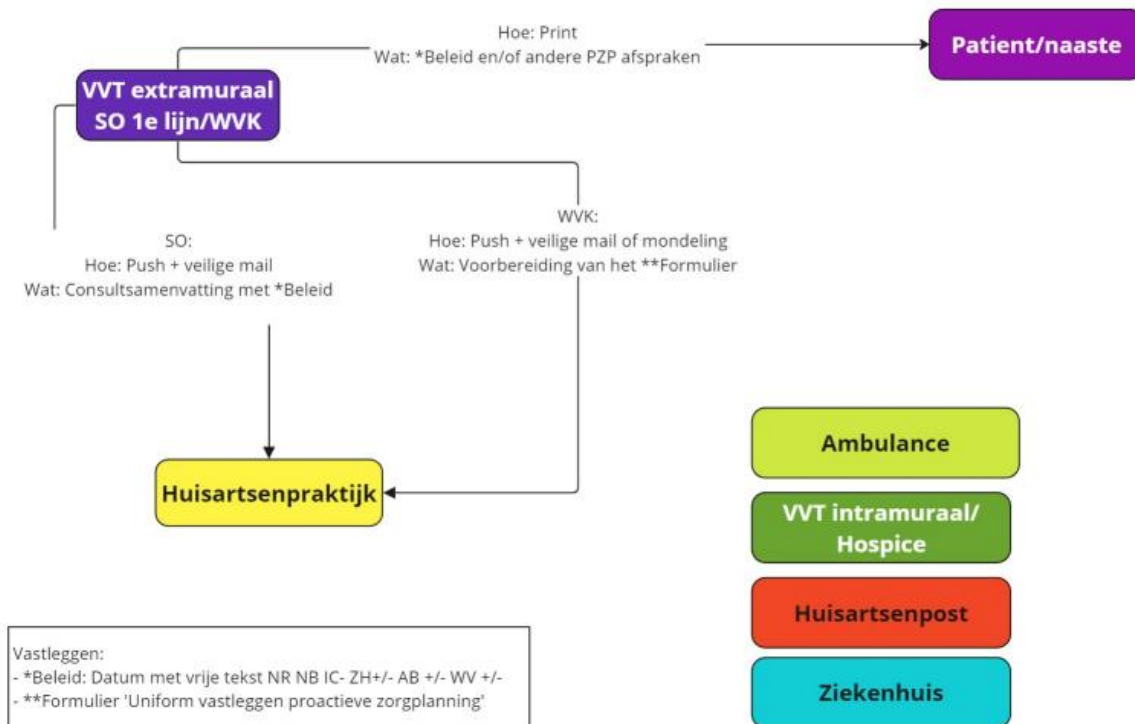 Hoe: Print
Wat: *Beleid en/of andere PZP afspraken
Patient/naaste
VVT extramuraal
SO 1e lijn/WVK
SO:
Hoe: Push + veilige mail
Wat: Consultsamenvatting met *Beleid
WVK:
Hoe: Push + veilige mail of mondeling
Wat: Voorbereiding van het **Formulier
Huisartsenpraktijk
Ambulance
VVT intramuraal/
Hospice
Huisartsenpost
Ziekenhuis
Vastleggen:
- *Beleid: Datum met vrije tekst NR NB IC- ZH+/- AB +/- WV +/-
- **Formulier 'Uniform vastleggen proactieve zorgplanning'